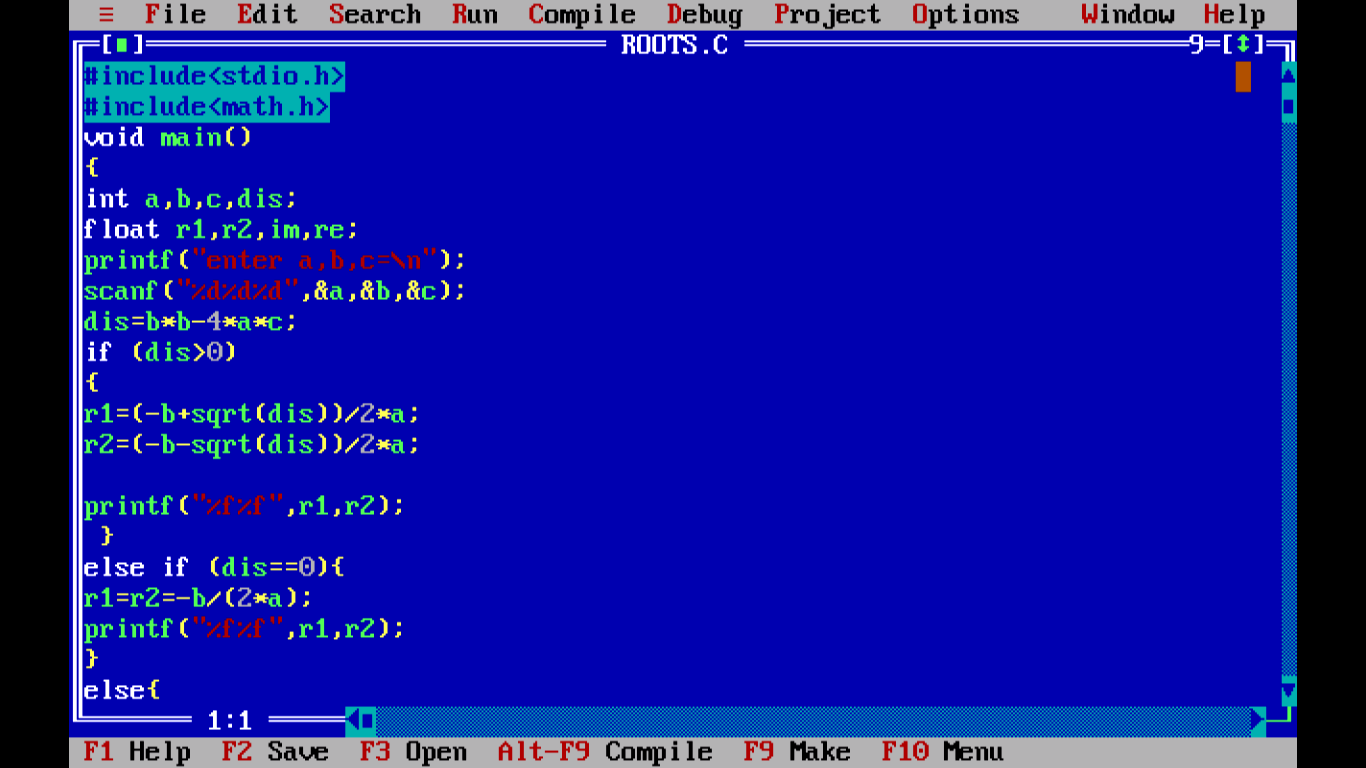 ≡ File Edit Search Run Compile Debug Project Options Window Help
[■] ROOTS.C 9=[↕]
#include<stdio.h>
#include<math.h>
void main()
{
int a,b,c,dis;
float r1,r2,im,re;
printf("enter a,b,c=\n");
scanf("%d%d%d",&a,&b,&c);
dis=b*b-4*a*c;
if (dis>0)
{
r1=(-b+sqrt(dis))/2*a;
r2=(-b-sqrt(dis))/2*a;
printf("%f%f",r1,r2);
}
else if (dis==0){
r1=r2=-b/(2*a);
printf("%f%f",r1,r2);
}
else{
1:1
F1 Help F2 Save F3 Open Alt-F9 Compile F9 Make F10 Menu